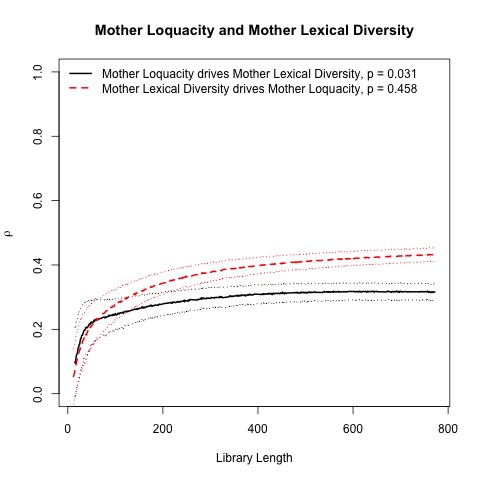 Mother Loquacity and Mother Lexical Diversity
Mother Loquacity drives Mother Lexical Diversity, p = 0.031
Mother Lexical Diversity drives Mother Loquacity, p = 0.458
1.0
0.8
0.6
0.4
0.2
0.0
ρ
0 200 400 600 800
Library Length